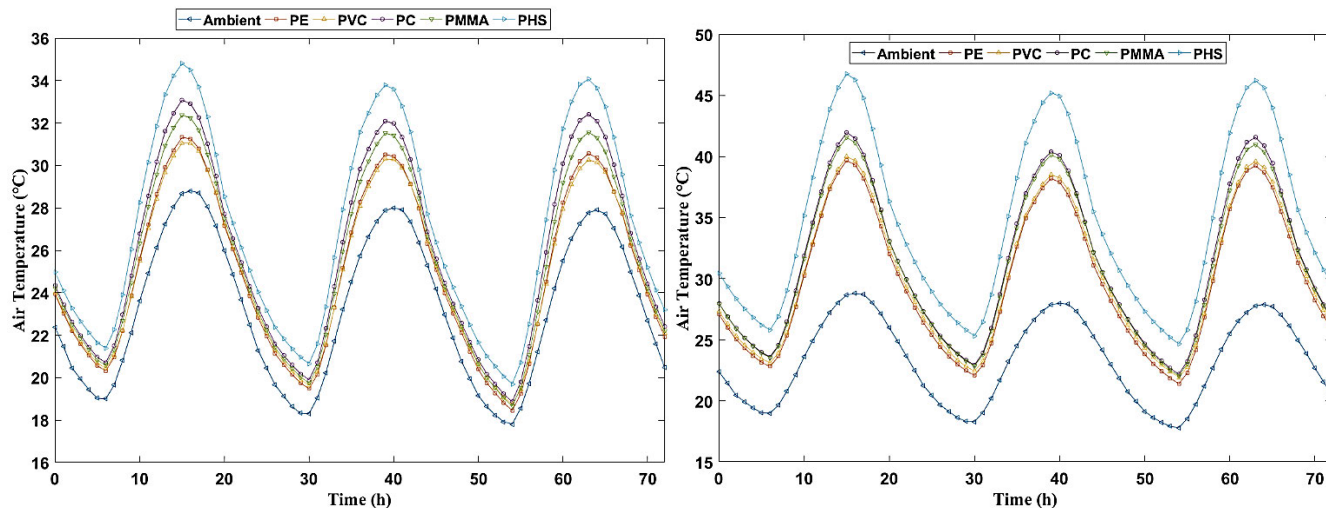 Ambient PE PVC PC PMMA PHS
36
34
32
30
28
26
24
22
20
18
16
Air Temperature (°C)
0 10 20 30 40 50 60 70
Time (h)
Ambient PE PVC PC PMMA PHS
50
45
40
35
30
25
20
15
Air Temperature (°C)
0 10 20 30 40 50 60 70
Time (h)